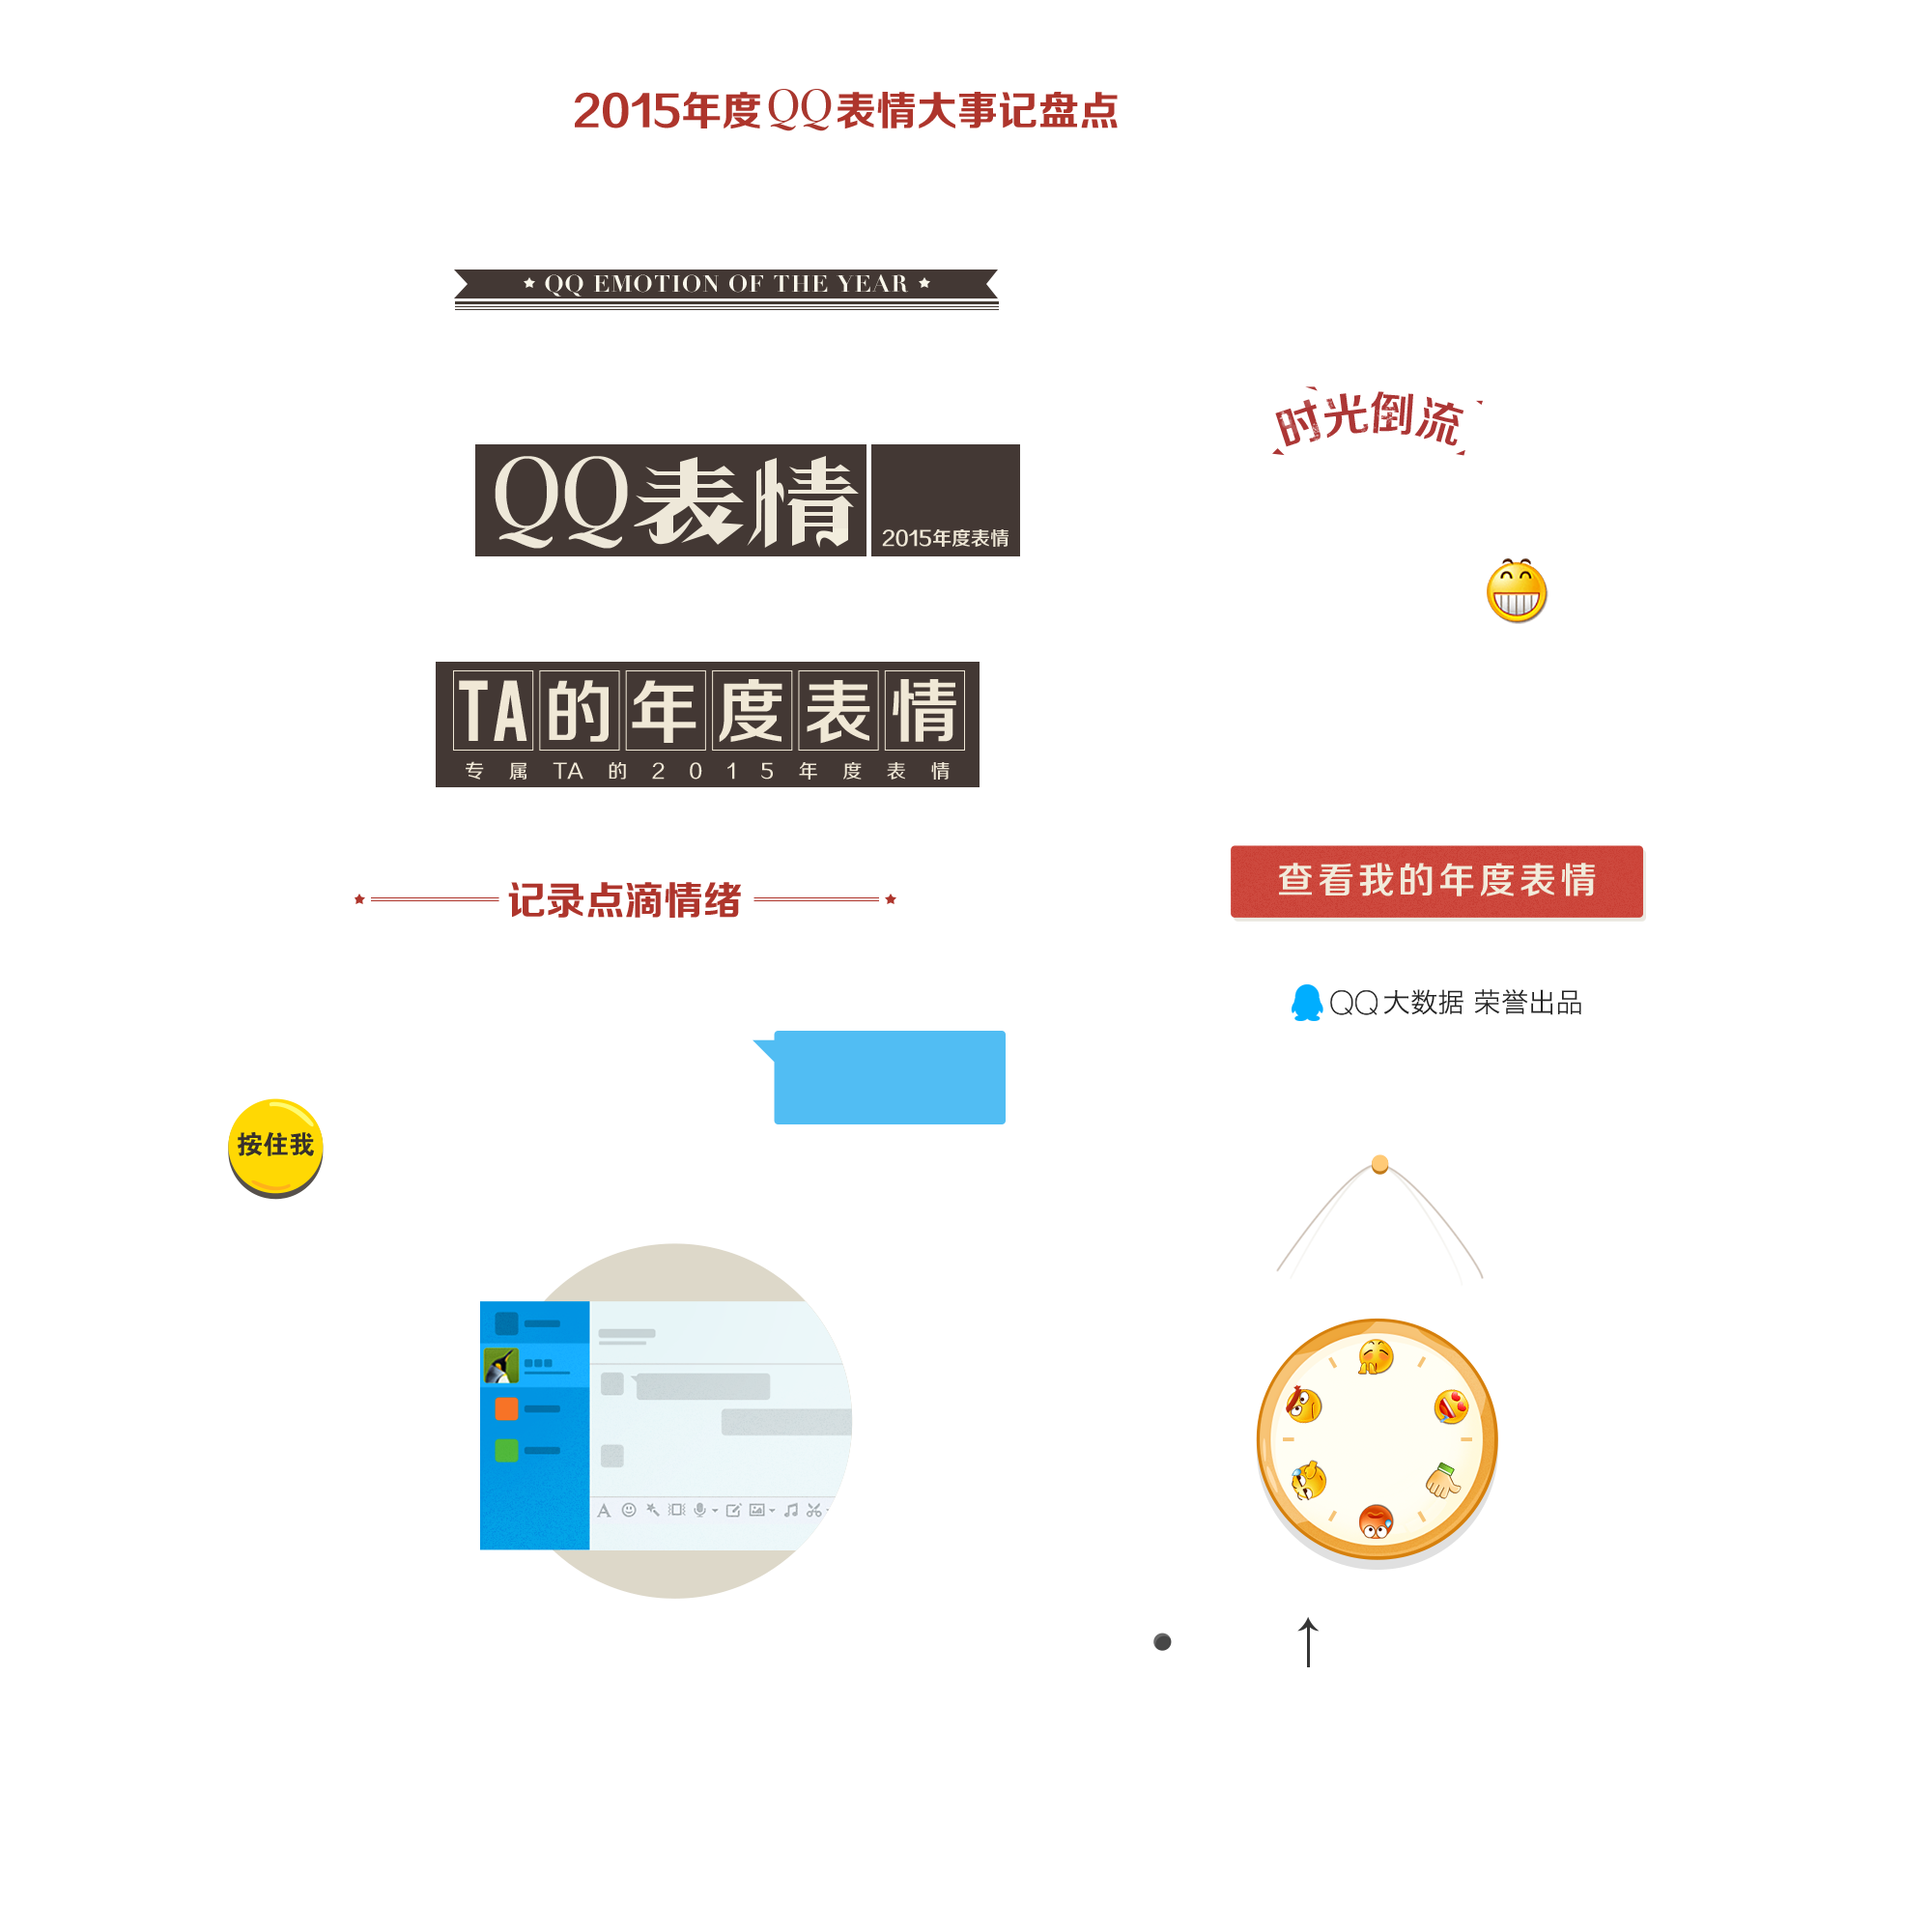 2015年度QQ表情大事记盘点
QQ EMOTION OF THE YEAR
时光倒流
QQ表情
2015年度表情
TA的年度表情
专属TA的2015年度表情
查看我的年度表情
记录点滴情绪
QQ大数据 荣誉出品
按住我